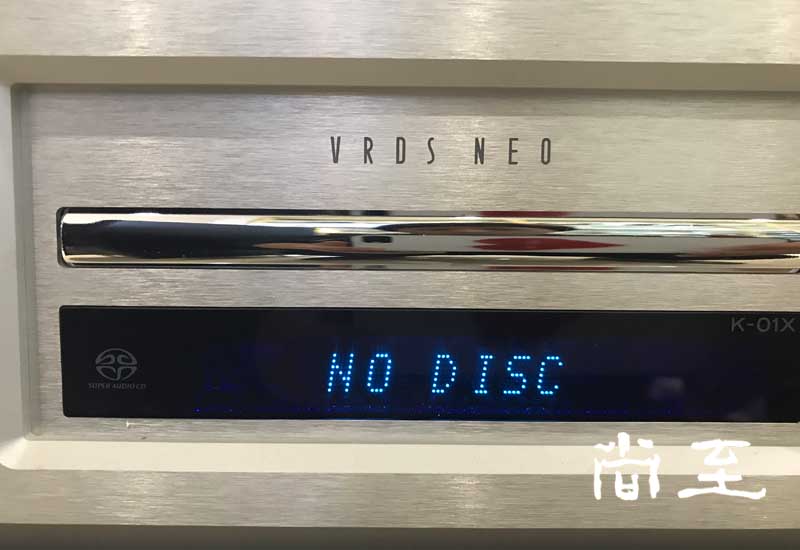 VRDS NEO
K-01X
SUPER AUDIO CD
NO DISC
尚至